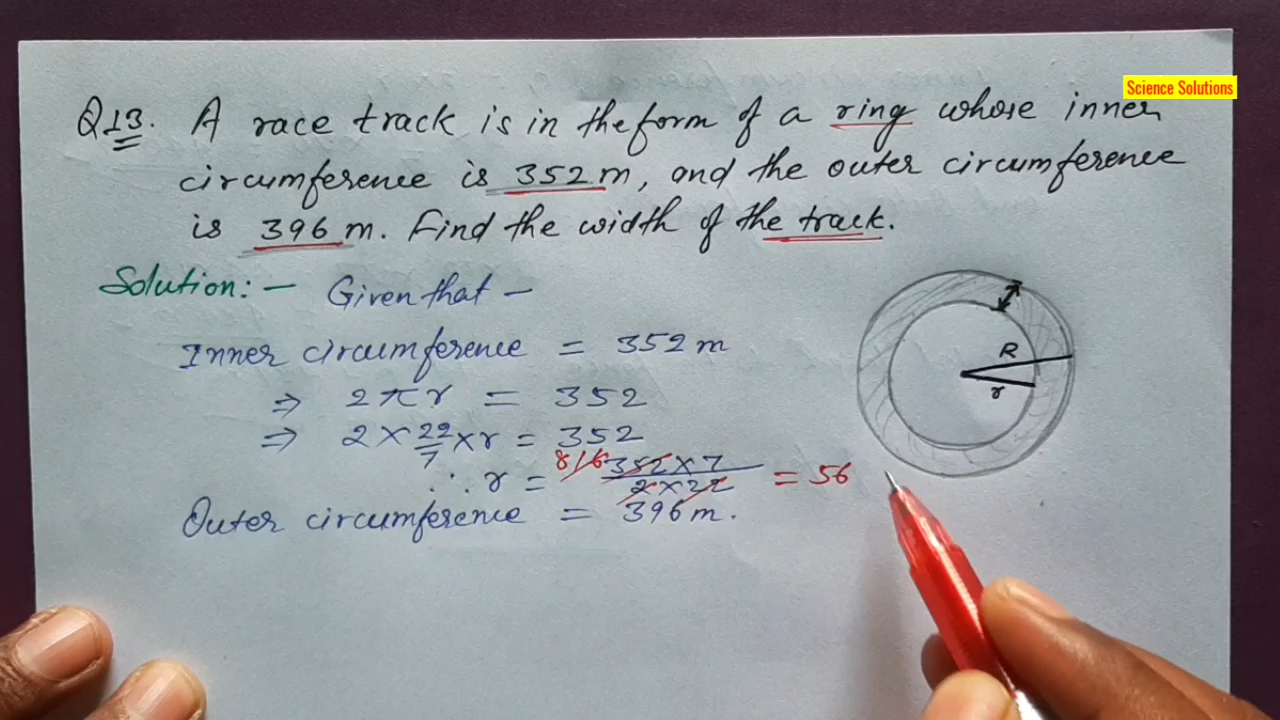 Science Solutions
Q13. A race track is in the form of a ring whose inner
circumference is 352 m, and the outer circumference
is 396 m. Find the width of the track.
Solution:- Given that -
Inner circumference = 352 m
⇒ 2πr = 352
⇒ 2 × 22/7 × r = 352
∴ r = 8 16 352 × 7 / 2 × 22 = 56
Outer circumference = 396 m.
R
r